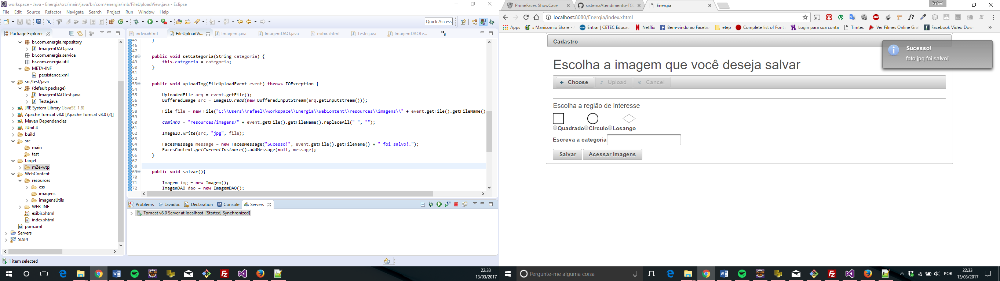 workspace - Java - Energia/src/main/java/br/com/energia/mb/FileUploadView.java - Eclipse
File Edit Source Refactor Navigate Search Project Run Window Help
Quick Access
Package Explorer
br.com.energia.repository
ImagemDAO.java
br.com.energia.service
br.com.energia.util
META-INF
persistence.xml
src/test/java
(default package)
ImagemDAOTest.java
Teste.java
JRE System Library [JavaSE-1.8]
Apache Tomcat v8.0 [Apache Tomcat v8.0 (2)]
Maven Dependencies
JUnit 4
build
src
main
test
target
m2e-wtp
WebContent
resources
css
imagens
imagensUtils
WEB-INF
exibir.xhtml
index.xhtml
pom.xml
Servers
SIAPJ
1 item selected
index.xhtml FileUploadVi... Imagem.java ImagemDAO.java exibir.xhtml Teste.java ImagemDAOTe... »6
45 }
46
47
48 public void setCategoria(String categoria) {
49 this.categoria = categoria;
50 }
51
52
53 public void uploadImg(FileUploadEvent event) throws IOException {
54
55 UploadedFile arq = event.getFile();
56 BufferedImage src = ImageIO.read(new BufferedInputStream(arq.getInputstream()));
57
58 File file = new File("C:\\Users\\rafael\\workspace\\Energia\\WebContent\\resources\\imagens\\" + event.getFile().getFileName()
59
60 caminho = "resources/imagens/" + event.getFile().getFileName().replaceAll(" ", "");
61
62 ImageIO.write(src, "jpg", file);
63
64 FacesMessage message = new FacesMessage("Sucesso!", event.getFile().getFileName() + " foi salvo!.");
65 FacesContext.getCurrentInstance().addMessage(null, message);
66 }
67
68
69 public void salvar(){
70
71 Imagem img = new Imagem();
72 ImagemDAO dao = new ImagemDAO();
Problems @ Javadoc Declaration Console Servers
Tomcat v8.0 Server at localhost [Started, Synchronized]
22:33
13/03/2017
PrimeFaces ShowCase sistemaAtendimento-TCC Energia
Rafael
localhost:8080/Energia/index.xhtml
Apps :: Manicomio Share - Entrar | CETEC Educac Netflix Bem-vindo ao Facebo etep Complete list of Font Login para sua conta Timtec Ver Filmes Online Gra Facebook Video Down »
Cadastro
Sucesso!
foto.jpg foi salvo!.
Escolha a imagem que você deseja salvar
Choose Upload Cancel
Escolha a região de interesse
Quadrado Circulo Losango
Escreva a categoria
Salvar Acessar Imagens
Pergunte-me alguma coisa
POR
22:33
13/03/2017